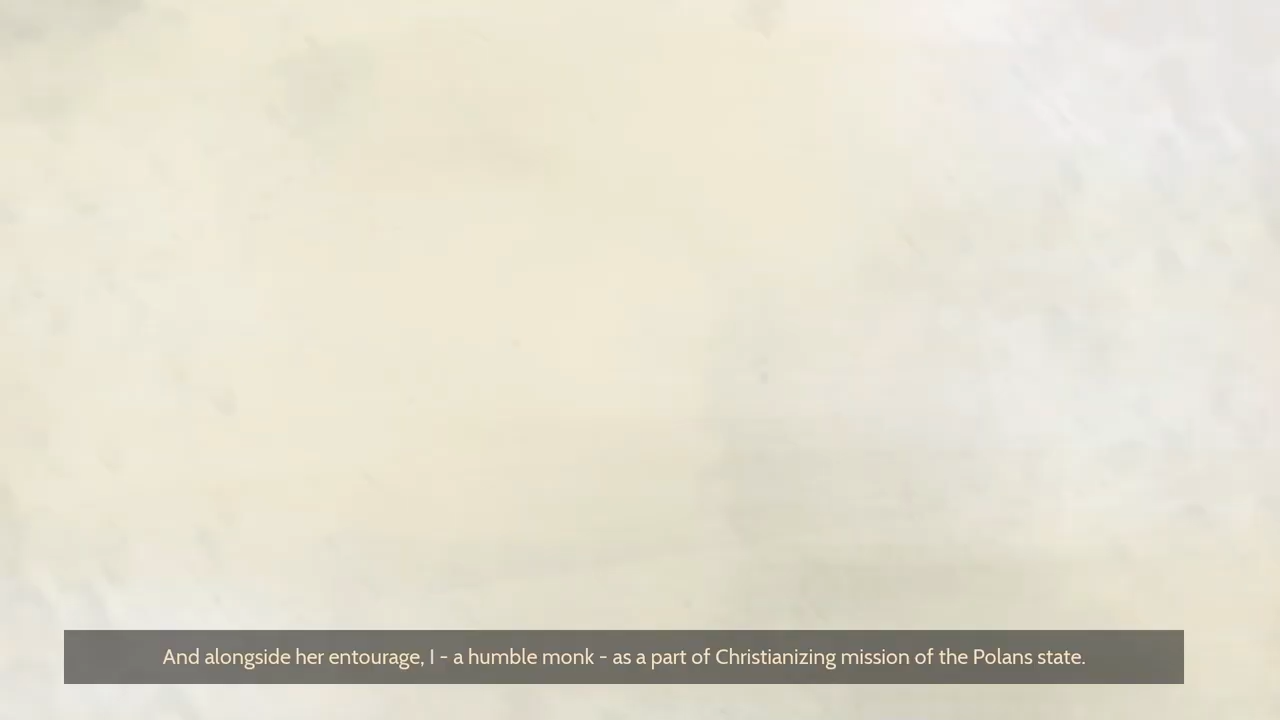 And alongside her entourage, I - a humble monk - as a part of Christianizing mission of the Polans state.